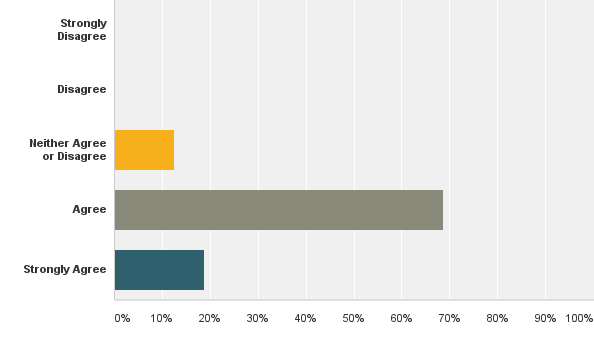 Strongly
Disagree
Disagree
Neither Agree
or Disagree
Agree
Strongly Agree
0% 10% 20% 30% 40% 50% 60% 70% 80% 90% 100%